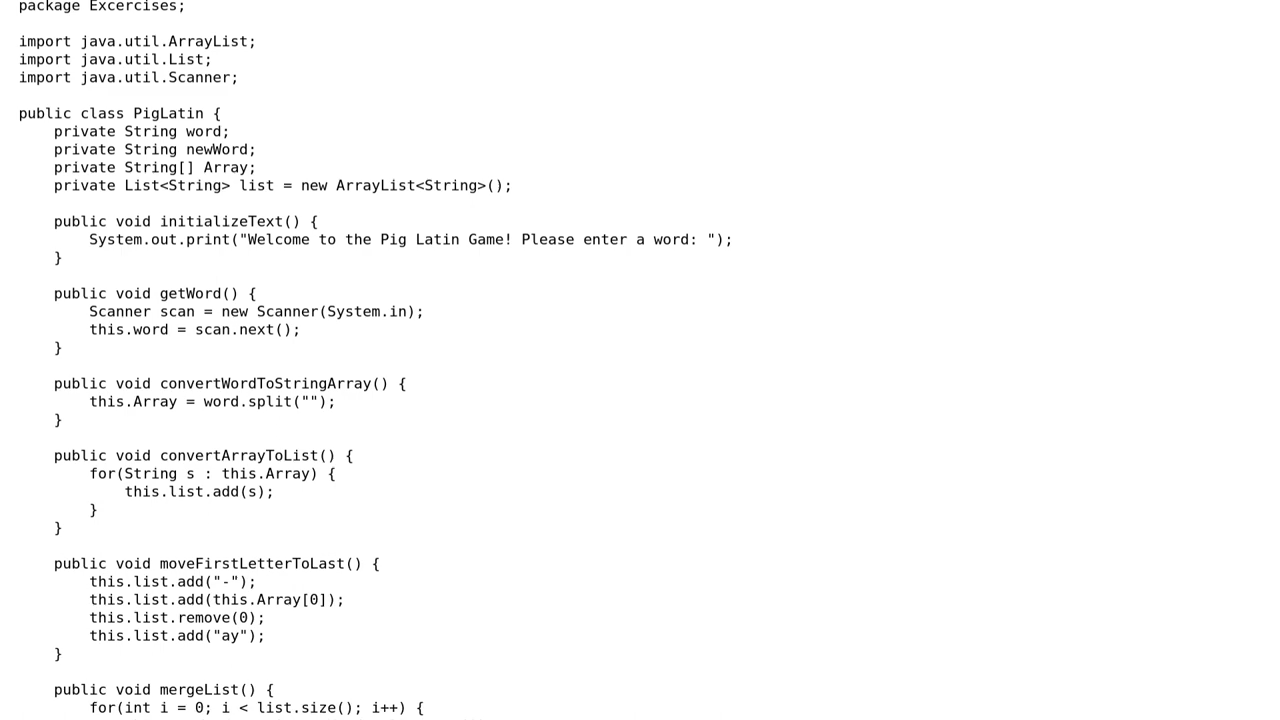 package Excercises;

import java.util.ArrayList;
import java.util.List;
import java.util.Scanner;

public class PigLatin {
    private String word;
    private String newWord;
    private String[] Array;
    private List<String> list = new ArrayList<String>();

    public void initializeText() {
        System.out.print("Welcome to the Pig Latin Game! Please enter a word: ");
    }

    public void getWord() {
        Scanner scan = new Scanner(System.in);
        this.word = scan.next();
    }

    public void convertWordToStringArray() {
        this.Array = word.split("");
    }

    public void convertArrayToList() {
        for(String s : this.Array) {
            this.list.add(s);
        }
    }

    public void moveFirstLetterToLast() {
        this.list.add("-");
        this.list.add(this.Array[0]);
        this.list.remove(0);
        this.list.add("ay");
    }

    public void mergeList() {
        for(int i = 0; i < list.size(); i++) {